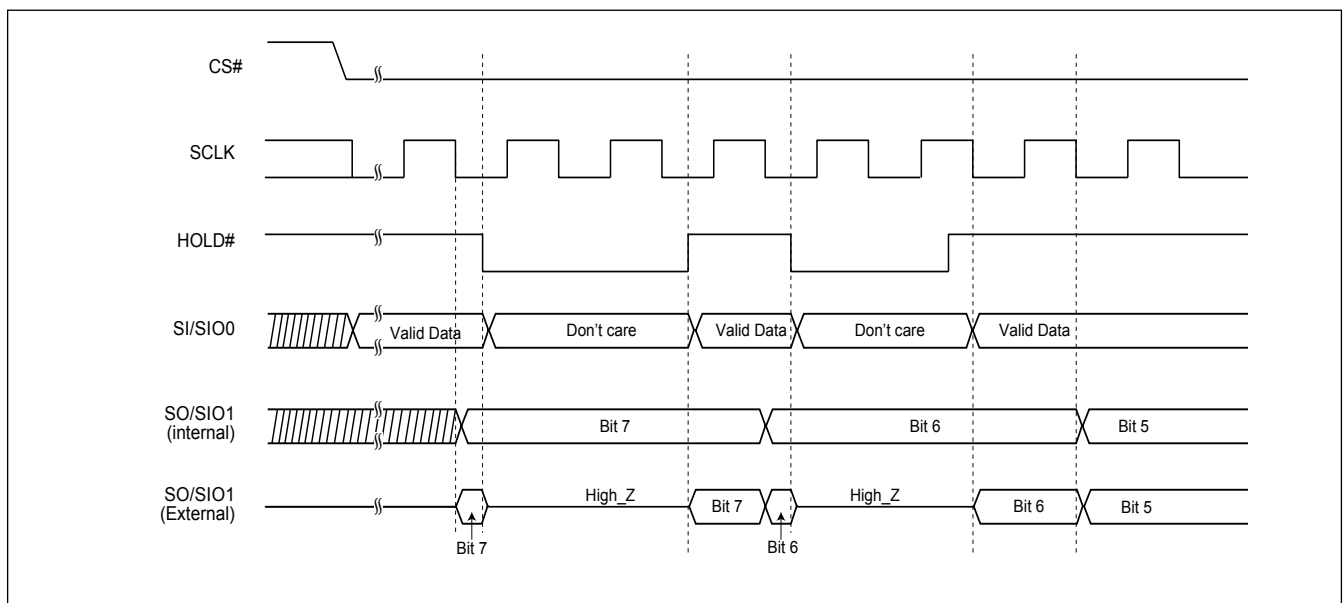 CS#
SCLK
HOLD#
SI/SIO0
Valid Data
Don't care
Valid Data
Don't care
Valid Data
SO/SIO1
(internal)
Bit 7
Bit 6
Bit 5
SO/SIO1
(External)
High_Z
Bit 7
High_Z
Bit 6
Bit 5
Bit 7
Bit 6